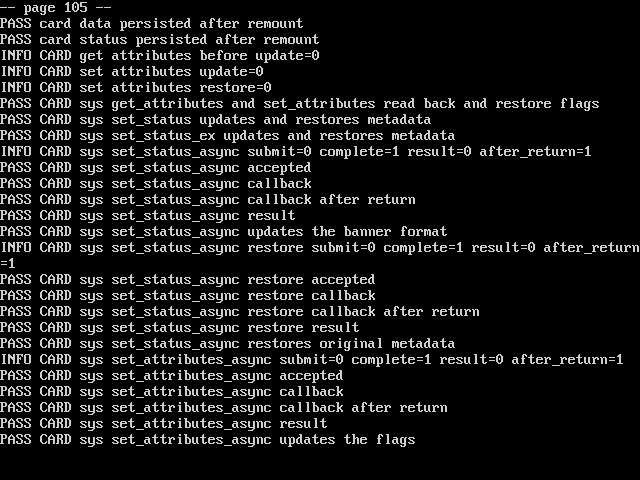 -- page 105 --
PASS card data persisted after remount
PASS card status persisted after remount
INFO CARD get attributes before update=0
INFO CARD set attributes update=0
INFO CARD set attributes restore=0
PASS CARD sys get_attributes and set_attributes read back and restore flags
PASS CARD sys set_status updates and restores metadata
PASS CARD sys set_status_ex updates and restores metadata
INFO CARD sys set_status_async submit=0 complete=1 result=0 after_return=1
PASS CARD sys set_status_async accepted
PASS CARD sys set_status_async callback
PASS CARD sys set_status_async callback after return
PASS CARD sys set_status_async result
PASS CARD sys set_status_async updates the banner format
INFO CARD sys set_status_async restore submit=0 complete=1 result=0 after_return
=1
PASS CARD sys set_status_async restore accepted
PASS CARD sys set_status_async restore callback
PASS CARD sys set_status_async restore callback after return
PASS CARD sys set_status_async restore result
PASS CARD sys set_status_async restores original metadata
INFO CARD sys set_attributes_async submit=0 complete=1 result=0 after_return=1
PASS CARD sys set_attributes_async accepted
PASS CARD sys set_attributes_async callback
PASS CARD sys set_attributes_async callback after return
PASS CARD sys set_attributes_async result
PASS CARD sys set_attributes_async updates the flags